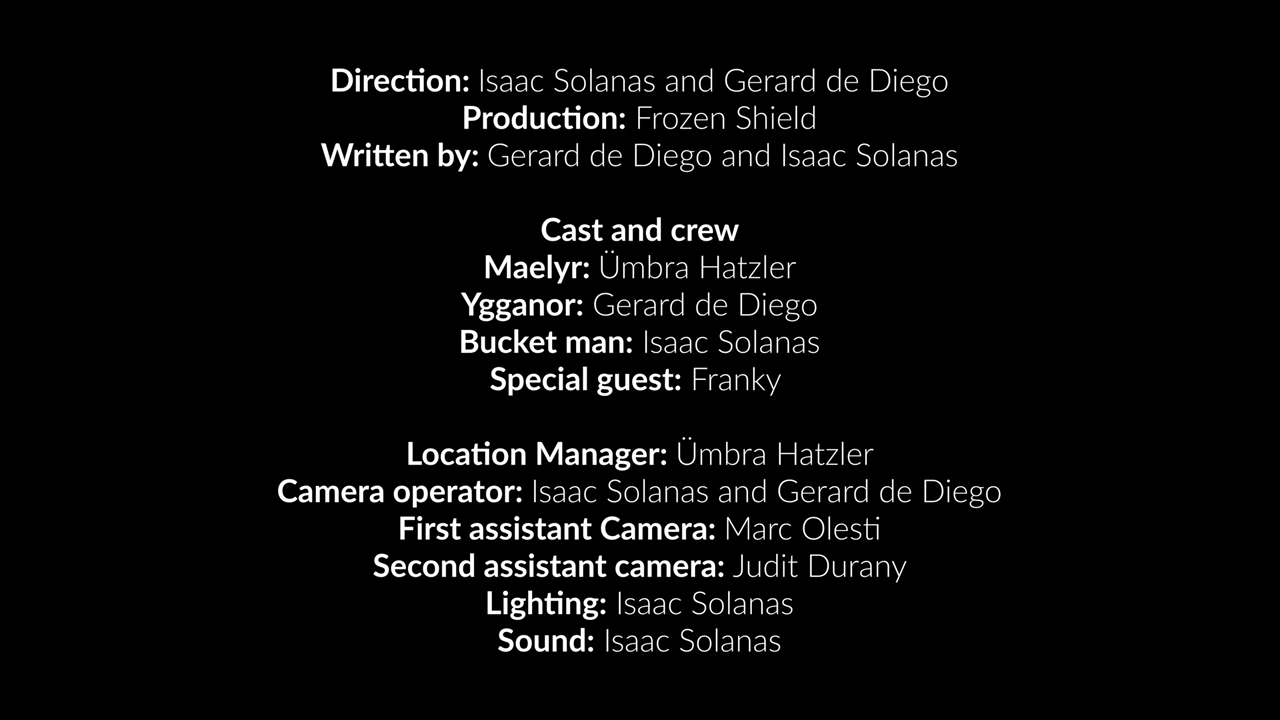 Direction: Isaac Solanas and Gerard de Diego
Production: Frozen Shield
Written by: Gerard de Diego and Isaac Solanas
Cast and crew
Maelyr: Ümbra Hatzler
Ygganor: Gerard de Diego
Bucket man: Isaac Solanas
Special guest: Franky
Location Manager: Ümbra Hatzler
Camera operator: Isaac Solanas and Gerard de Diego
First assistant Camera: Marc Olesti
Second assistant camera: Judit Durany
Lighting: Isaac Solanas
Sound: Isaac Solanas